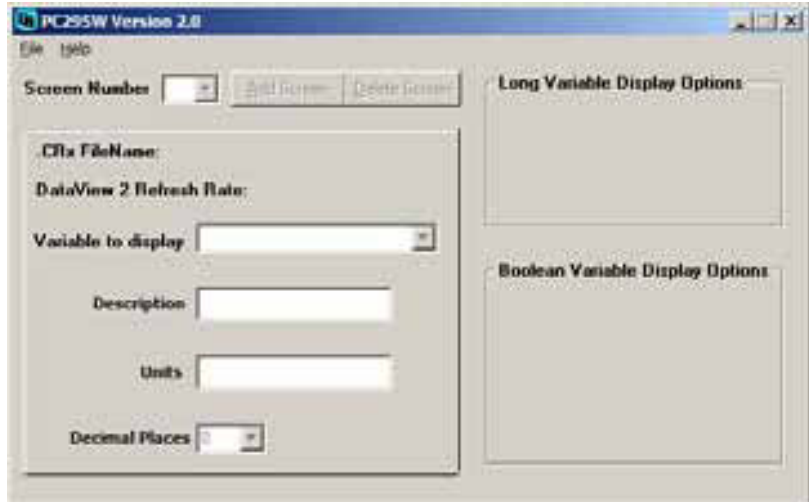 PC295W Version 2.0
File Help
Screen Number
Add Screen Delete Screen
.CRx FileName:
DataView 2 Refresh Rate:
Variable to display
Description
Units
Decimal Places
Long Variable Display Options
Boolean Variable Display Options